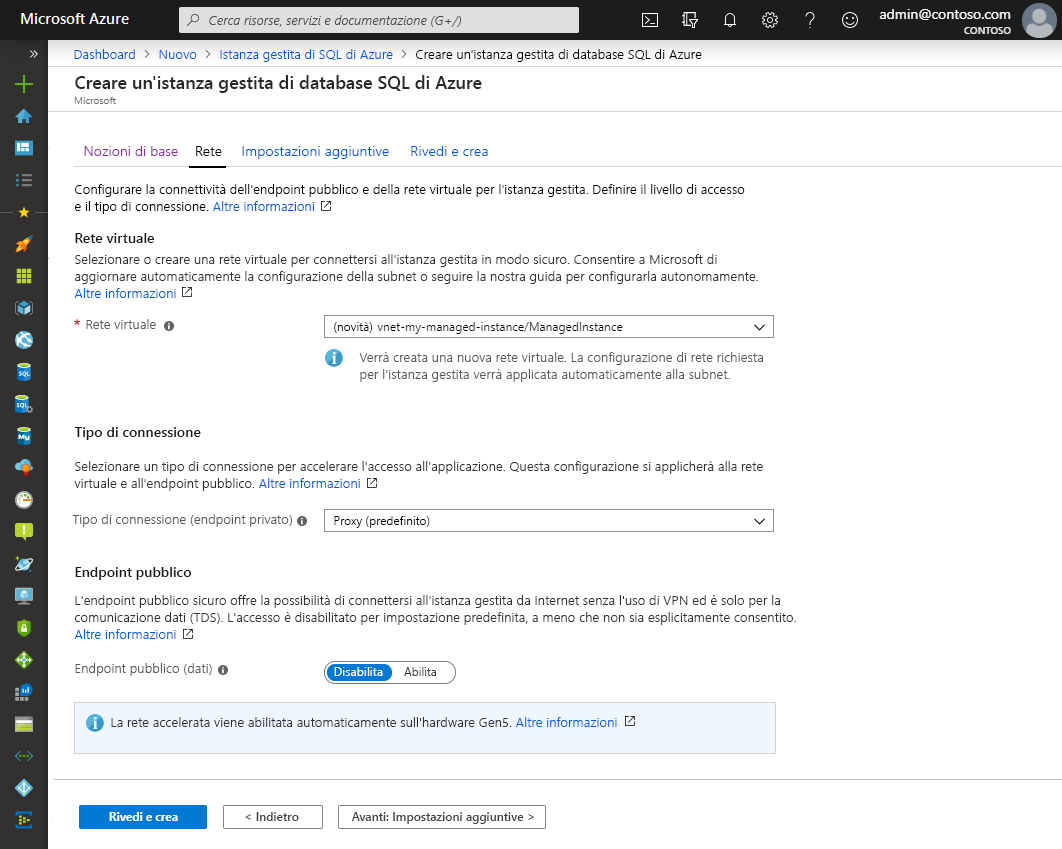 Microsoft Azure
Cerca risorse, servizi e documentazione (G+/)
admin@contoso.com
CONTOSO
Dashboard > Nuovo > Istanza gestita di SQL di Azure > Creare un'istanza gestita di database SQL di Azure
Creare un'istanza gestita di database SQL di Azure
Microsoft
Nozioni di base Rete Impostazioni aggiuntive Rivedi e crea
Configurare la connettività dell'endpoint pubblico e della rete virtuale per l'istanza gestita. Definire il livello di accesso
e il tipo di connessione. Altre informazioni
Rete virtuale
Selezionare o creare una rete virtuale per connettersi all'istanza gestita in modo sicuro. Consentire a Microsoft di
aggiornare automaticamente la configurazione della subnet o seguire la nostra guida per configurarla autonomamente.
Altre informazioni
* Rete virtuale
(novità) vnet-my-managed-instance/ManagedInstance
Verrà creata una nuova rete virtuale. La configurazione di rete richiesta
per l'istanza gestita verrà applicata automaticamente alla subnet.
Tipo di connessione
Selezionare un tipo di connessione per accelerare l'accesso all'applicazione. Questa configurazione si applicherà alla rete
virtuale e all'endpoint pubblico. Altre informazioni
Tipo di connessione (endpoint privato)
Proxy (predefinito)
Endpoint pubblico
L'endpoint pubblico sicuro offre la possibilità di connettersi all'istanza gestita da Internet senza l'uso di VPN ed è solo per la
comunicazione dati (TDS). L'accesso è disabilitato per impostazione predefinita, a meno che non sia esplicitamente consentito.
Altre informazioni
Endpoint pubblico (dati)
Disabilita Abilita
La rete accelerata viene abilitata automaticamente sull'hardware Gen5. Altre informazioni
Rivedi e crea
< Indietro
Avanti: Impostazioni aggiuntive >
SQL
SQL
My